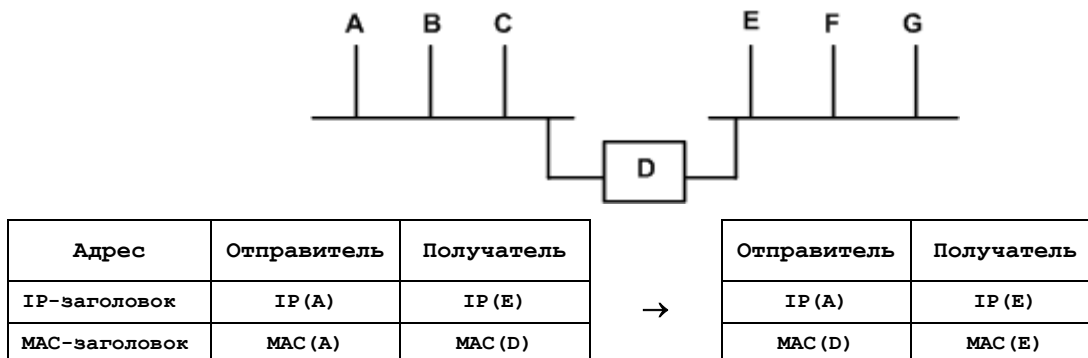 A B C E F G
D
Адрес Отправитель Получатель Отправитель Получатель
IP-заголовок IP(A) IP(E) → IP(A) IP(E)
MAC-заголовок MAC(A) MAC(D) MAC(D) MAC(E)